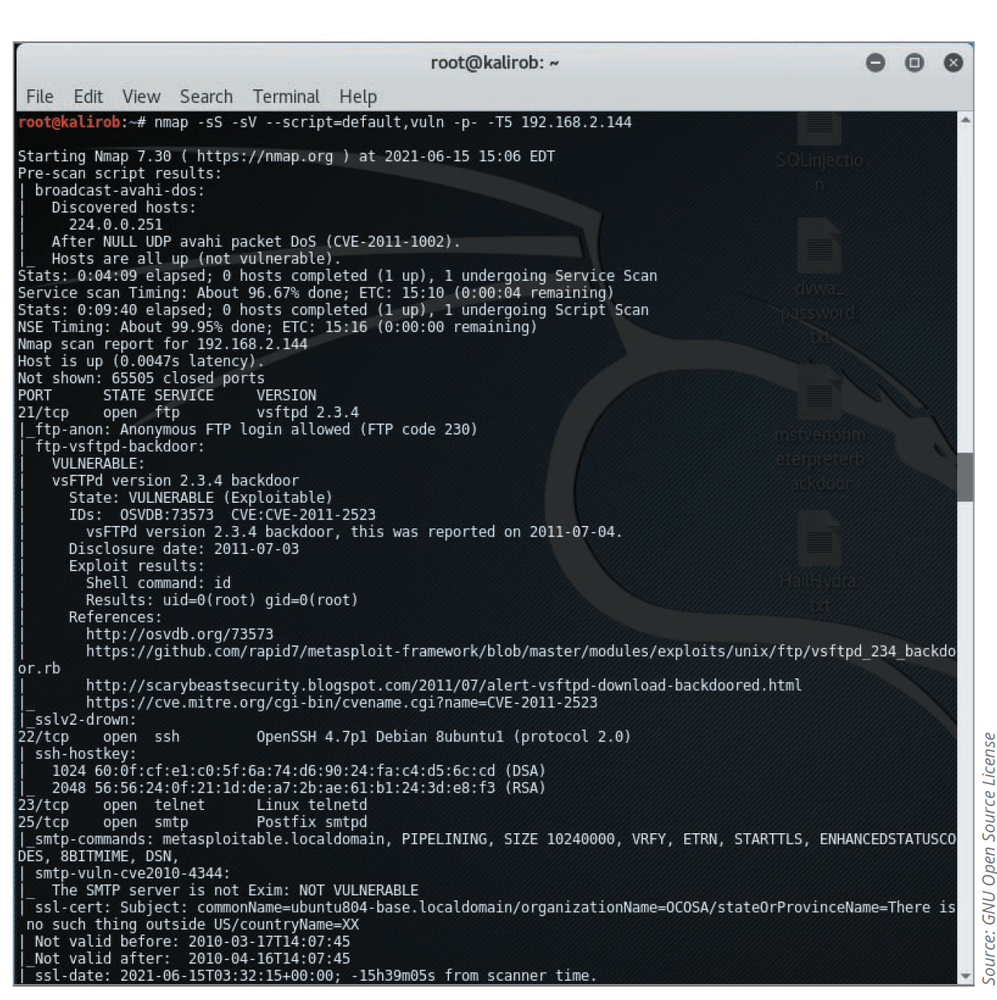 root@kalirob: ~
File Edit View Search Terminal Help
root@kalirob:~# nmap -sS -sV --script=default,vuln -p- -T5 192.168.2.144
Starting Nmap 7.30 ( https://nmap.org ) at 2021-06-15 15:06 EDT
Pre-scan script results:
| broadcast-avahi-dos:
|   Discovered hosts:
|     224.0.0.251
|   After NULL UDP avahi packet DoS (CVE-2011-1002).
|_  Hosts are all up (not vulnerable).
Stats: 0:04:09 elapsed; 0 hosts completed (1 up), 1 undergoing Service Scan
Service scan Timing: About 96.67% done; ETC: 15:10 (0:00:04 remaining)
Stats: 0:09:40 elapsed; 0 hosts completed (1 up), 1 undergoing Script Scan
NSE Timing: About 99.95% done; ETC: 15:16 (0:00:00 remaining)
Nmap scan report for 192.168.2.144
Host is up (0.0047s latency).
Not shown: 65505 closed ports
PORT      STATE SERVICE     VERSION
21/tcp    open  ftp         vsftpd 2.3.4
|_ftp-anon: Anonymous FTP login allowed (FTP code 230)
| ftp-vsftpd-backdoor:
|   VULNERABLE:
|   vsFTPd version 2.3.4 backdoor
|     State: VULNERABLE (Exploitable)
|     IDs:  OSVDB:73573  CVE:CVE-2011-2523
|       vsFTPd version 2.3.4 backdoor, this was reported on 2011-07-04.
|     Disclosure date: 2011-07-03
|     Exploit results:
|       Shell command: id
|       Results: uid=0(root) gid=0(root)
|     References:
|       http://osvdb.org/73573
|       https://github.com/rapid7/metasploit-framework/blob/master/modules/exploits/unix/ftp/vsftpd_234_backdo
or.rb
|       http://scarybeastsecurity.blogspot.com/2011/07/alert-vsftpd-download-backdoored.html
|_      https://cve.mitre.org/cgi-bin/cvename.cgi?name=CVE-2011-2523
|_sslv2-drown:
22/tcp    open  ssh         OpenSSH 4.7p1 Debian 8ubuntu1 (protocol 2.0)
| ssh-hostkey:
|   1024 60:0f:cf:e1:c0:5f:6a:74:d6:90:24:fa:c4:d5:6c:cd (DSA)
|_  2048 56:56:24:0f:21:1d:de:a7:2b:ae:61:b1:24:3d:e8:f3 (RSA)
23/tcp    open  telnet      Linux telnetd
25/tcp    open  smtp        Postfix smtpd
|_smtp-commands: metasploitable.localdomain, PIPELINING, SIZE 10240000, VRFY, ETRN, STARTTLS, ENHANCEDSTATUSCO
DES, 8BITMIME, DSN,
| smtp-vuln-cve2010-4344:
|_  The SMTP server is not Exim: NOT VULNERABLE
| ssl-cert: Subject: commonName=ubuntu804-base.localdomain/organizationName=OCOSA/stateOrProvinceName=There is
 no such thing outside US/countryName=XX
| Not valid before: 2010-03-17T14:07:45
|_Not valid after:  2010-04-16T14:07:45
| ssl-date: 2021-06-15T03:32:15+00:00; -15h39m05s from scanner time.
SQLinjectio
n
dvwa_
password.
txt
msfvenonm
eterpreterb
ackdoor
HailHydra.
txt
Source: GNU Open Source License